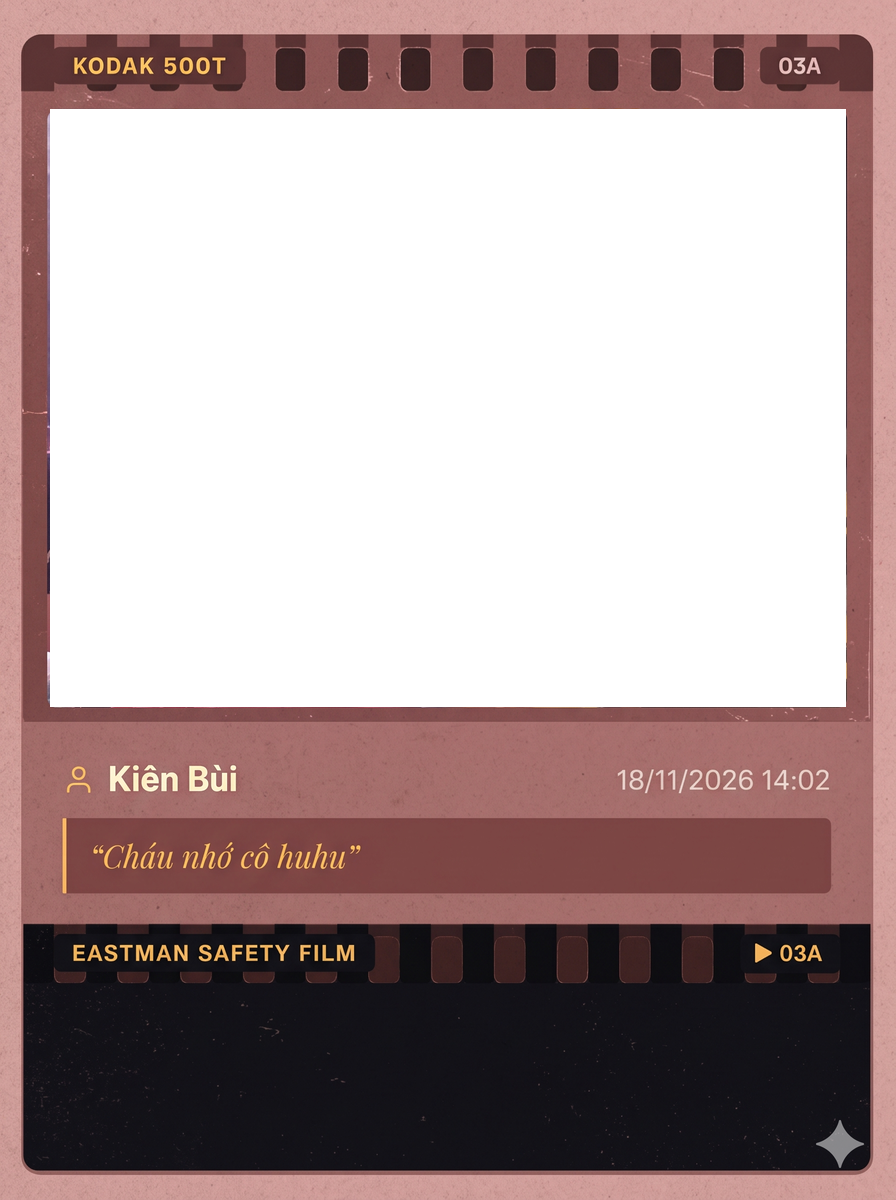 KODAK 500T
03A
Kiên Bùi
18/11/2026 14:02
“Cháu nhớ cô huhu”
EASTMAN SAFETY FILM
▶ 03A